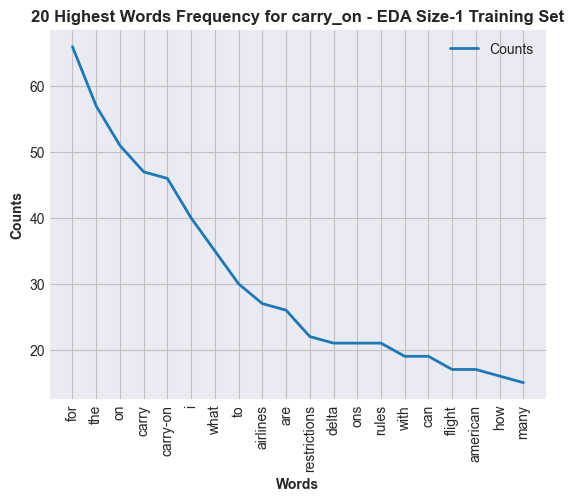 20 Highest Words Frequency for carry_on - EDA Size-1 Training Set
Counts
Counts
60
50
40
30
20
for
the
on
carry
carry-on
i
what
to
airlines
are
restrictions
delta
ons
rules
with
can
flight
american
how
many
Words